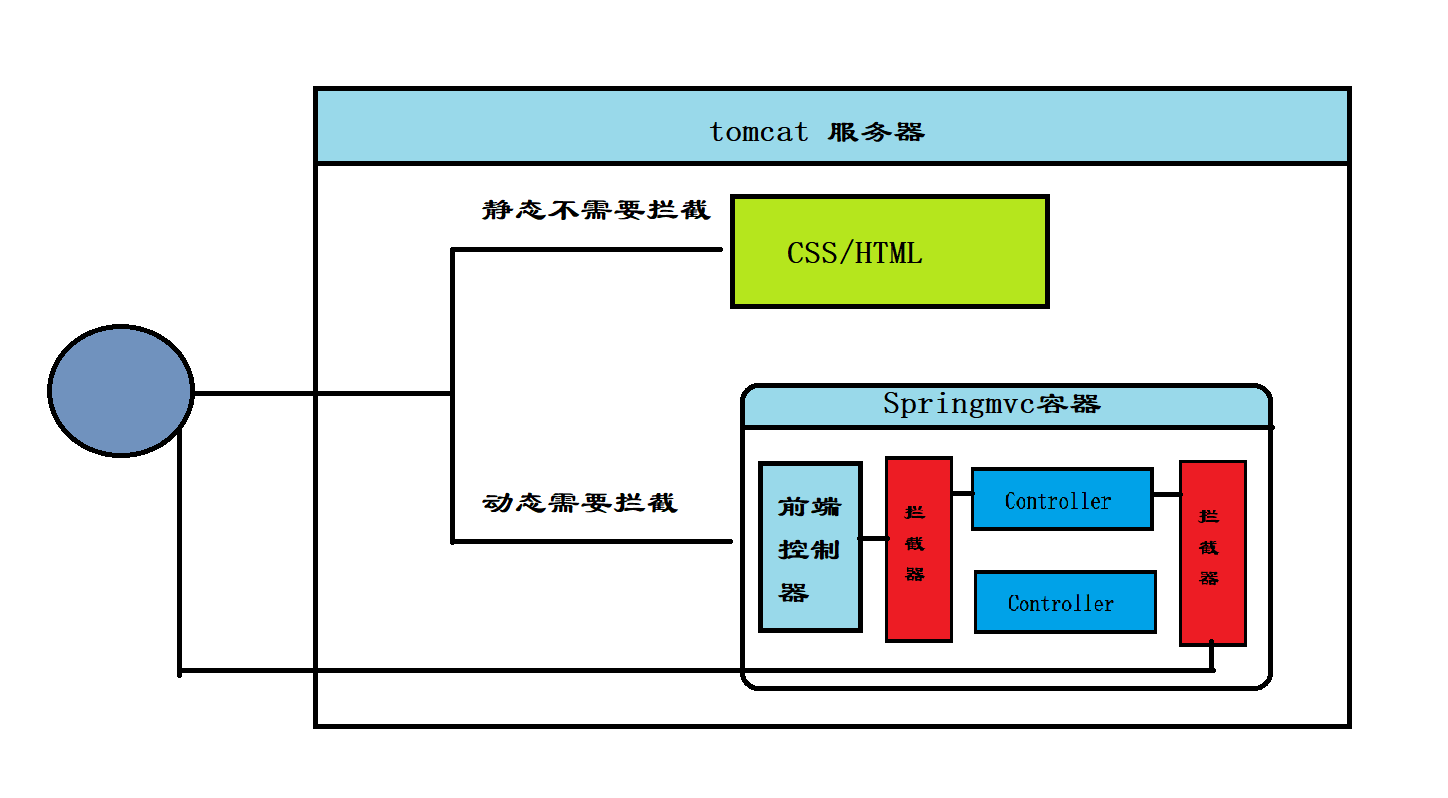 tomcat 服务器
静态不需要拦截
CSS/HTML
Springmvc容器
动态需要拦截
前端
控制
器
拦
截
器
Controller
Controller
拦
截
器